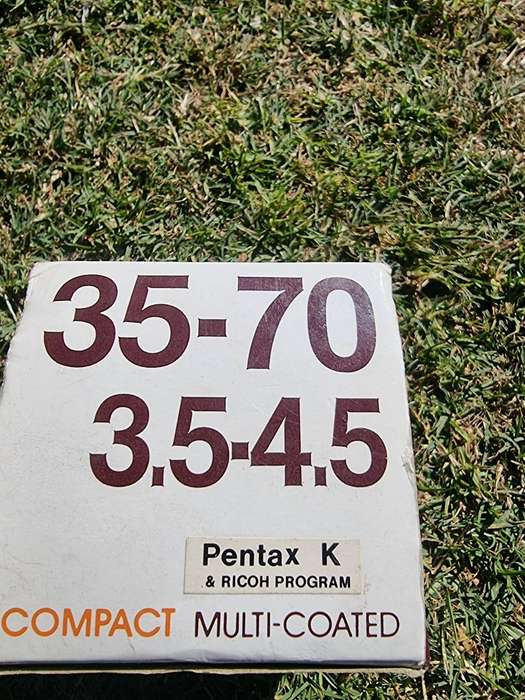 35-70
3.5-4.5
Pentax K
& RICOH PROGRAM
COMPACT MULTI-COATED